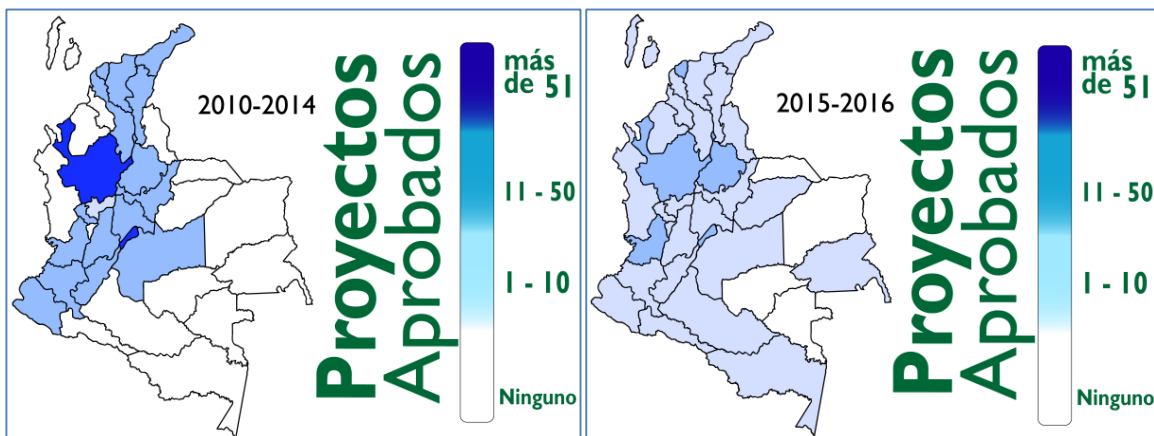 2010-2014
Proyectos
Aprobados
más
de 51
11 - 50
1 - 10
Ninguno
2015-2016
Proyectos
Aprobados
más
de 51
11 - 50
1 - 10
Ninguno